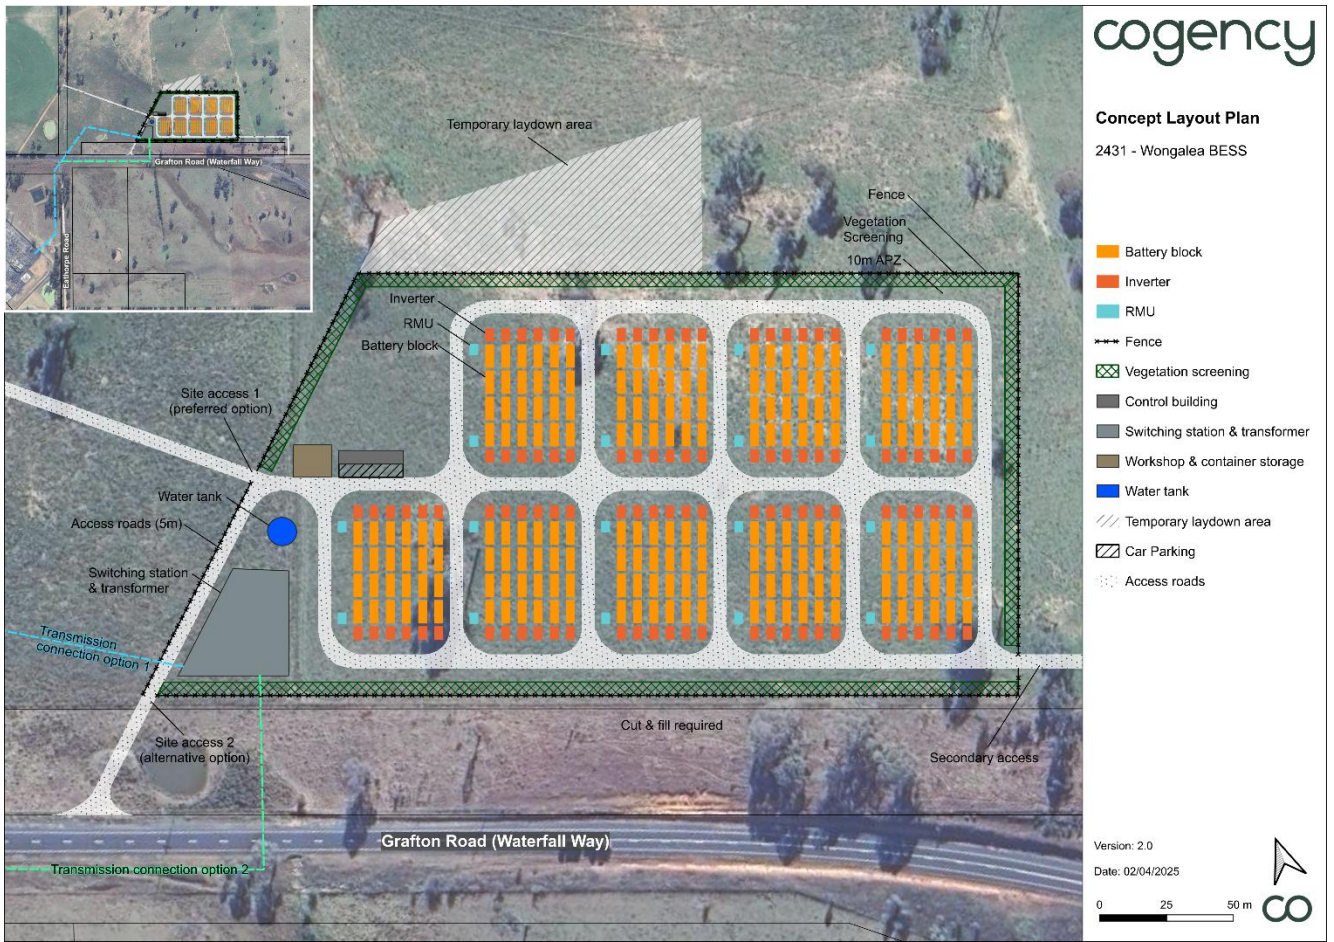 cogency
Concept Layout Plan
2431 - Wongalea BESS
Battery block
Inverter
RMU
Fence
Vegetation screening
Control building
Switching station & transformer
Workshop & container storage
Water tank
Temporary laydown area
Car Parking
Access roads
Version: 2.0
Date: 02/04/2025
0 25 50 m
CO
Grafton Road (Waterfall Way)
Eathorpe Road
Temporary laydown area
Fence
Vegetation
Screening
10m APZ
Inverter
RMU
Battery block
Site access 1
(preferred option)
Water tank
Access roads (5m)
Switching station
& transformer
Transmission
connection option 1
Site access 2
(alternative option)
Cut & fill required
Secondary access
Grafton Road (Waterfall Way)
Transmission connection option 2